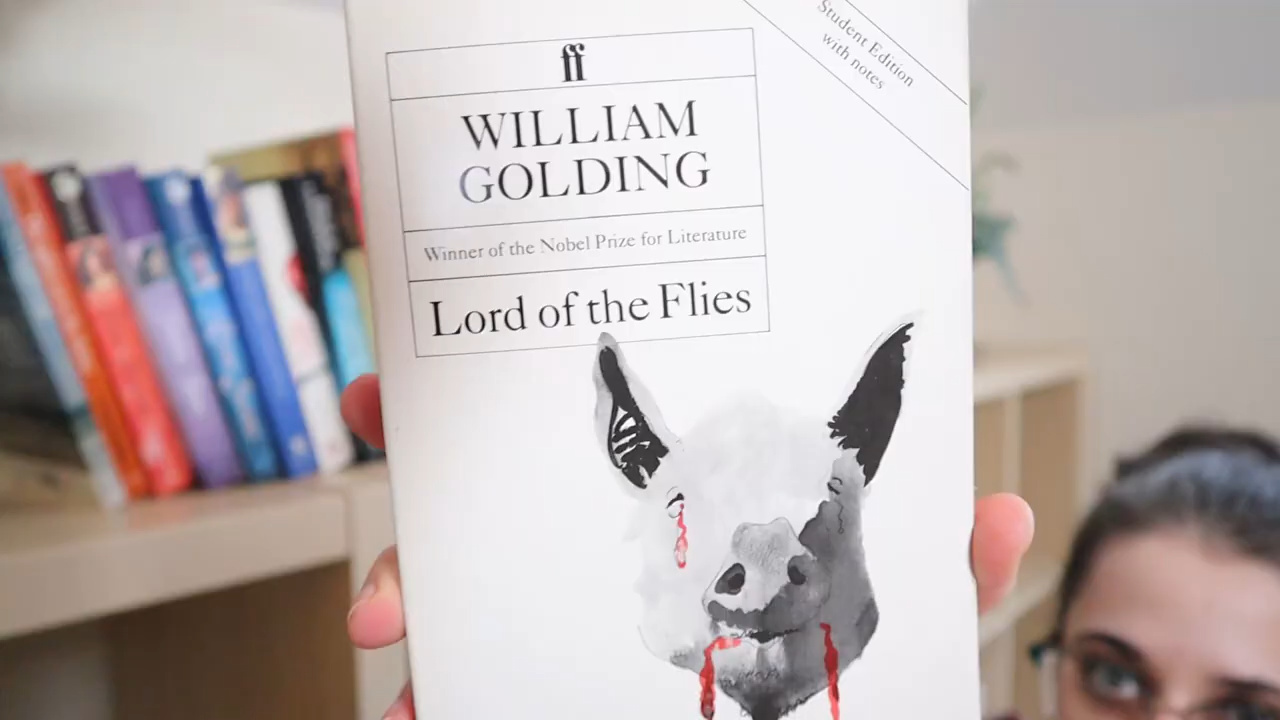 ff
WILLIAM
GOLDING
Winner of the Nobel Prize for Literature
Lord of the Flies
Student Edition
with notes